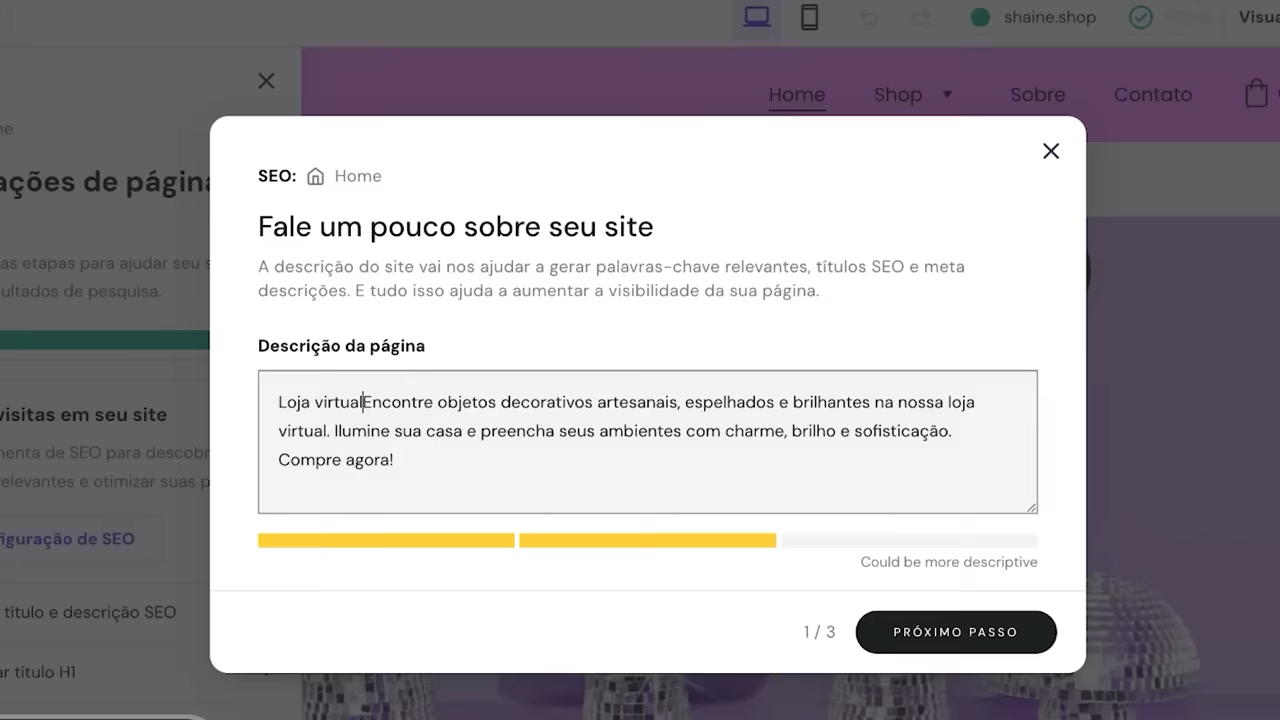 shaine.shop
Home
Shop
Sobre
Contato
ações de página
as etapas para ajudar seu s
ultados de pesquisa.
visitas em seu site
enta de SEO para descobr
elevantes e otimizar suas p
figuração de SEO
título e descrição SEO
ar título H1
SEO: Home
Fale um pouco sobre seu site
A descrição do site vai nos ajudar a gerar palavras-chave relevantes, títulos SEO e meta
descrições. E tudo isso ajuda a aumentar a visibilidade da sua página.
Descrição da página
Loja virtualEncontre objetos decorativos artesanais, espelhados e brilhantes na nossa loja
virtual. Ilumine sua casa e preencha seus ambientes com charme, brilho e sofisticação.
Compre agora!
Could be more descriptive
1 / 3
PRÓXIMO PASSO